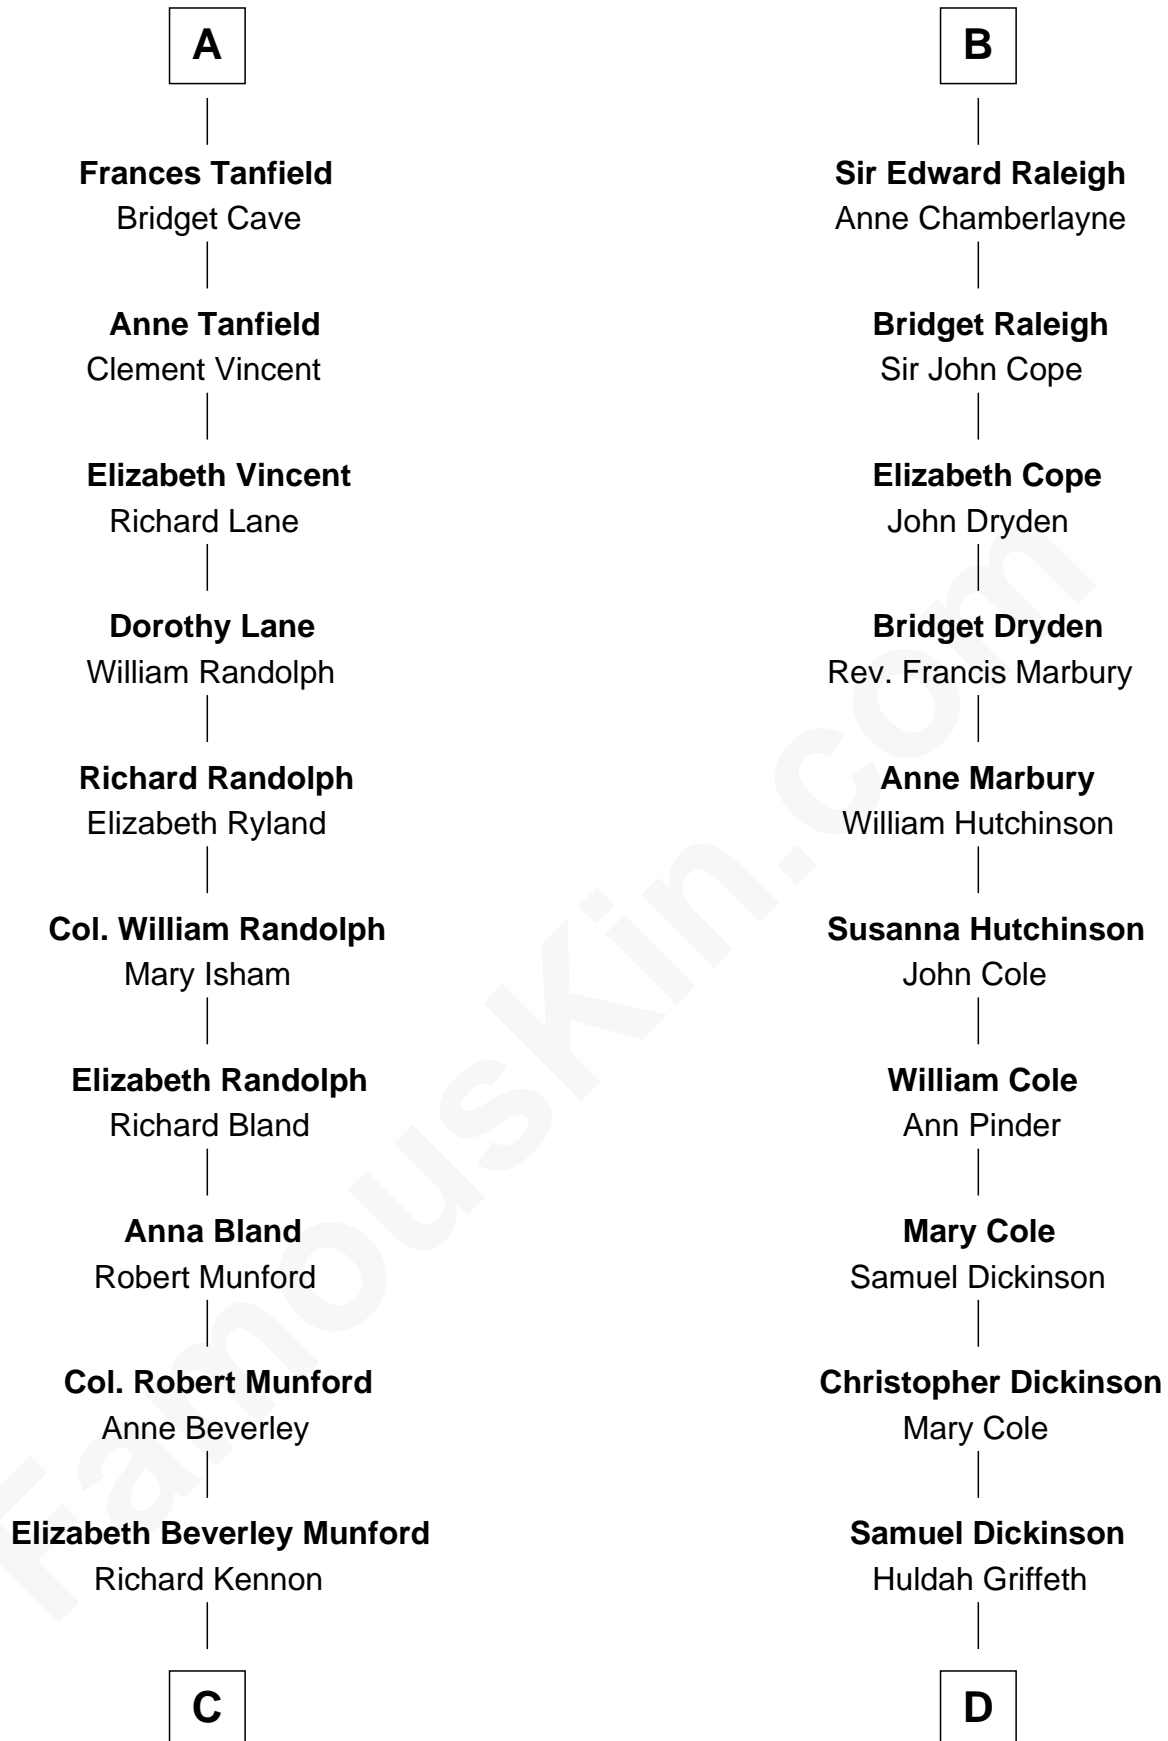 A
Frances Tanfield
Bridget Cave
Anne Tanfield
Clement Vincent
Elizabeth Vincent
Richard Lane
Dorothy Lane
William Randolph
Richard Randolph
Elizabeth Ryland
Col. William Randolph
Mary Isham
Elizabeth Randolph
Richard Bland
Anna Bland
Robert Munford
Col. Robert Munford
Anne Beverley
Elizabeth Beverley Munford
Richard Kennon
C
B
Sir Edward Raleigh
Anne Chamberlayne
Bridget Raleigh
Sir John Cope
Elizabeth Cope
John Dryden
Bridget Dryden
Rev. Francis Marbury
Anne Marbury
William Hutchinson
Susanna Hutchinson
John Cole
William Cole
Ann Pinder
Mary Cole
Samuel Dickinson
Christopher Dickinson
Mary Cole
Samuel Dickinson
Huldah Griffeth
D
FamousKin.com